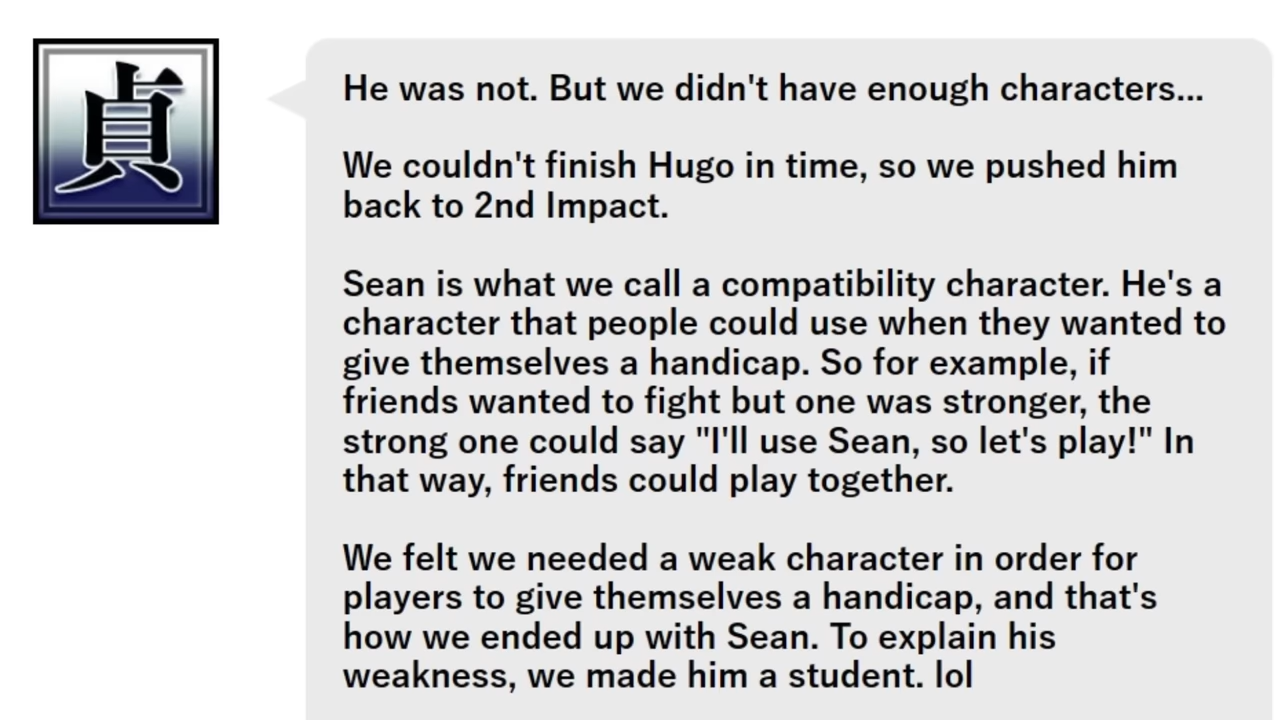 貞
He was not. But we didn't have enough characters...
We couldn't finish Hugo in time, so we pushed him
back to 2nd Impact.
Sean is what we call a compatibility character. He's a
character that people could use when they wanted to
give themselves a handicap. So for example, if
friends wanted to fight but one was stronger, the
strong one could say "I'll use Sean, so let's play!" In
that way, friends could play together.
We felt we needed a weak character in order for
players to give themselves a handicap, and that's
how we ended up with Sean. To explain his
weakness, we made him a student. lol